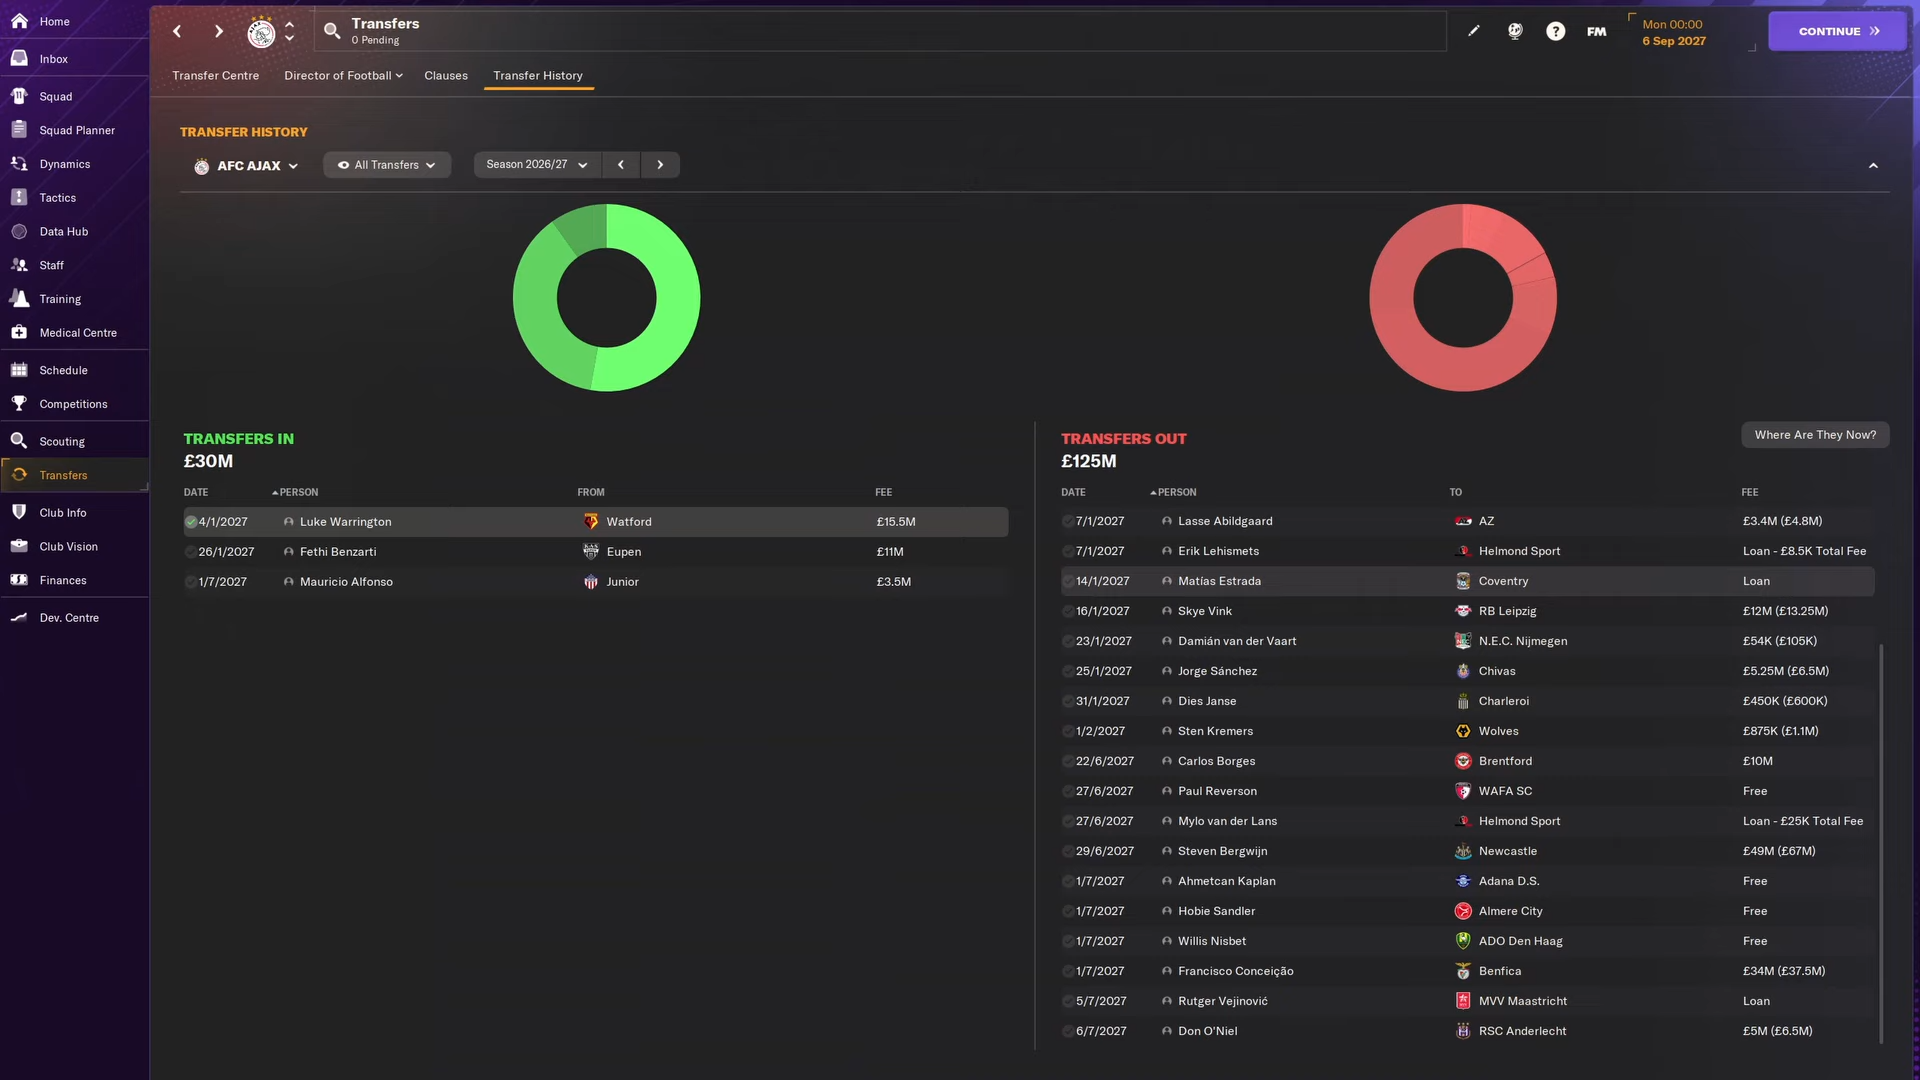 Home
Inbox
Squad
Squad Planner
Dynamics
Tactics
Data Hub
Staff
Training
Medical Centre
Schedule
Competitions
Scouting
Transfers
Club Info
Club Vision
Finances
Dev. Centre
Transfers
0 Pending
FM
Mon 00:00
6 Sep 2027
CONTINUE
Transfer Centre Director of Football Clauses Transfer History
TRANSFER HISTORY
AFC AJAX All Transfers Season 2026/27
TRANSFERS IN
£30M
DATE PERSON FROM FEE
4/1/2027 Luke Warrington Watford £15.5M
26/1/2027 Fethi Benzarti Eupen £11M
1/7/2027 Mauricio Alfonso Junior £3.5M
TRANSFERS OUT
£125M
Where Are They Now?
DATE PERSON TO FEE
7/1/2027 Lasse Abildgaard AZ £3.4M (£4.8M)
7/1/2027 Erik Lehismets Helmond Sport Loan - £8.5K Total Fee
14/1/2027 Matías Estrada Coventry Loan
16/1/2027 Skye Vink RB Leipzig £12M (£13.25M)
23/1/2027 Damián van der Vaart N.E.C. Nijmegen £54K (£105K)
25/1/2027 Jorge Sánchez Chivas £5.25M (£6.5M)
31/1/2027 Dies Janse Charleroi £450K (£600K)
1/2/2027 Sten Kremers Wolves £875K (£1.1M)
22/6/2027 Carlos Borges Brentford £10M
27/6/2027 Paul Reverson WAFA SC Free
27/6/2027 Mylo van der Lans Helmond Sport Loan - £25K Total Fee
29/6/2027 Steven Bergwijn Newcastle £49M (£67M)
1/7/2027 Ahmetcan Kaplan Adana D.S. Free
1/7/2027 Hobie Sandler Almere City Free
1/7/2027 Willis Nisbet ADO Den Haag Free
1/7/2027 Francisco Conceição Benfica £34M (£37.5M)
5/7/2027 Rutger Vejinović MVV Maastricht Loan
6/7/2027 Don O'Niel RSC Anderlecht £5M (£6.5M)